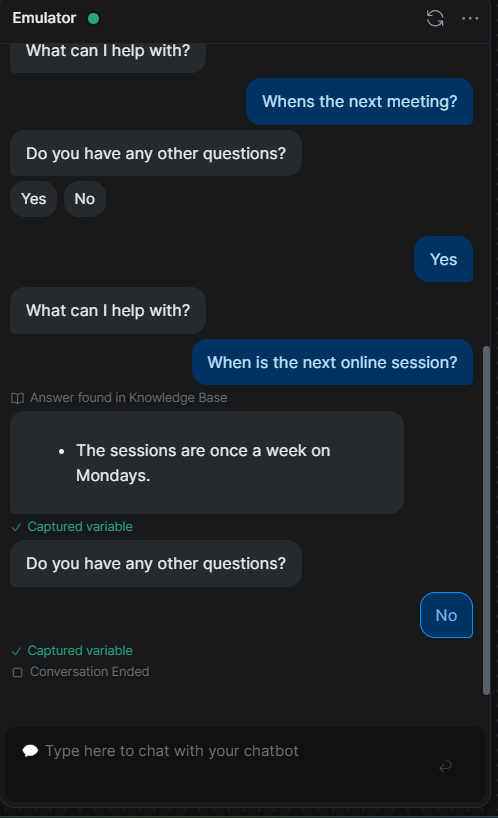 Emulator
What can I help with?
Whens the next meeting?
Do you have any other questions?
Yes No
Yes
What can I help with?
When is the next online session?
Answer found in Knowledge Base
• The sessions are once a week on
Mondays.
Captured variable
Do you have any other questions?
No
Captured variable
Conversation Ended
Type here to chat with your chatbot